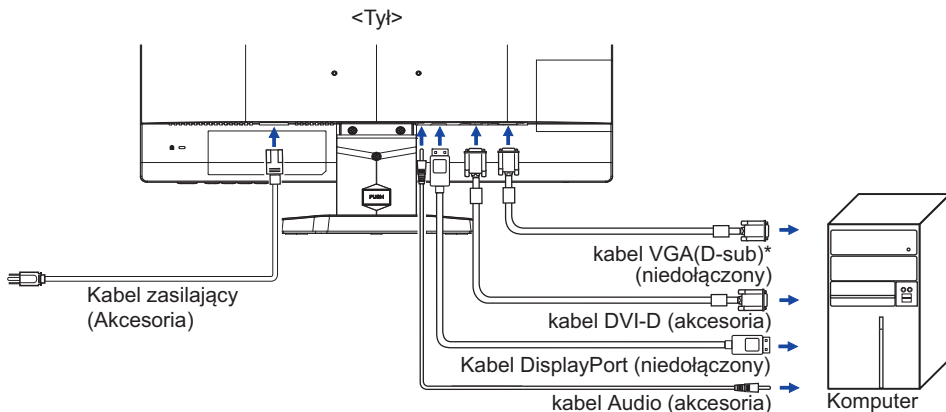 <Tył>
PUSH
kabel VGA(D-sub)*
(niedołączony)
Kabel zasilający
(Akcesoria)
kabel DVI-D (akcesoria)
Kabel DisplayPort (niedołączony)
kabel Audio (akcesoria)
Komputer